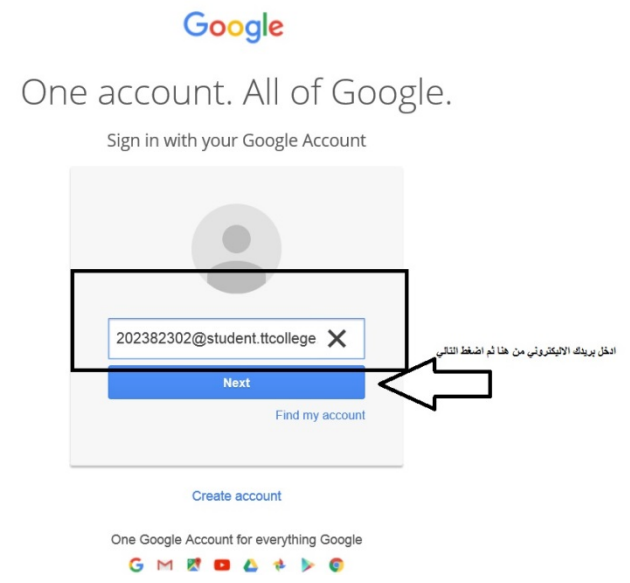 Google
One account. All of Google.
Sign in with your Google Account
202382302@student.ttcollege
ادخل بريدك الاليكتروني من هنا ثم اضغط التالي
Next
Find my account
Create account
One Google Account for everything Google